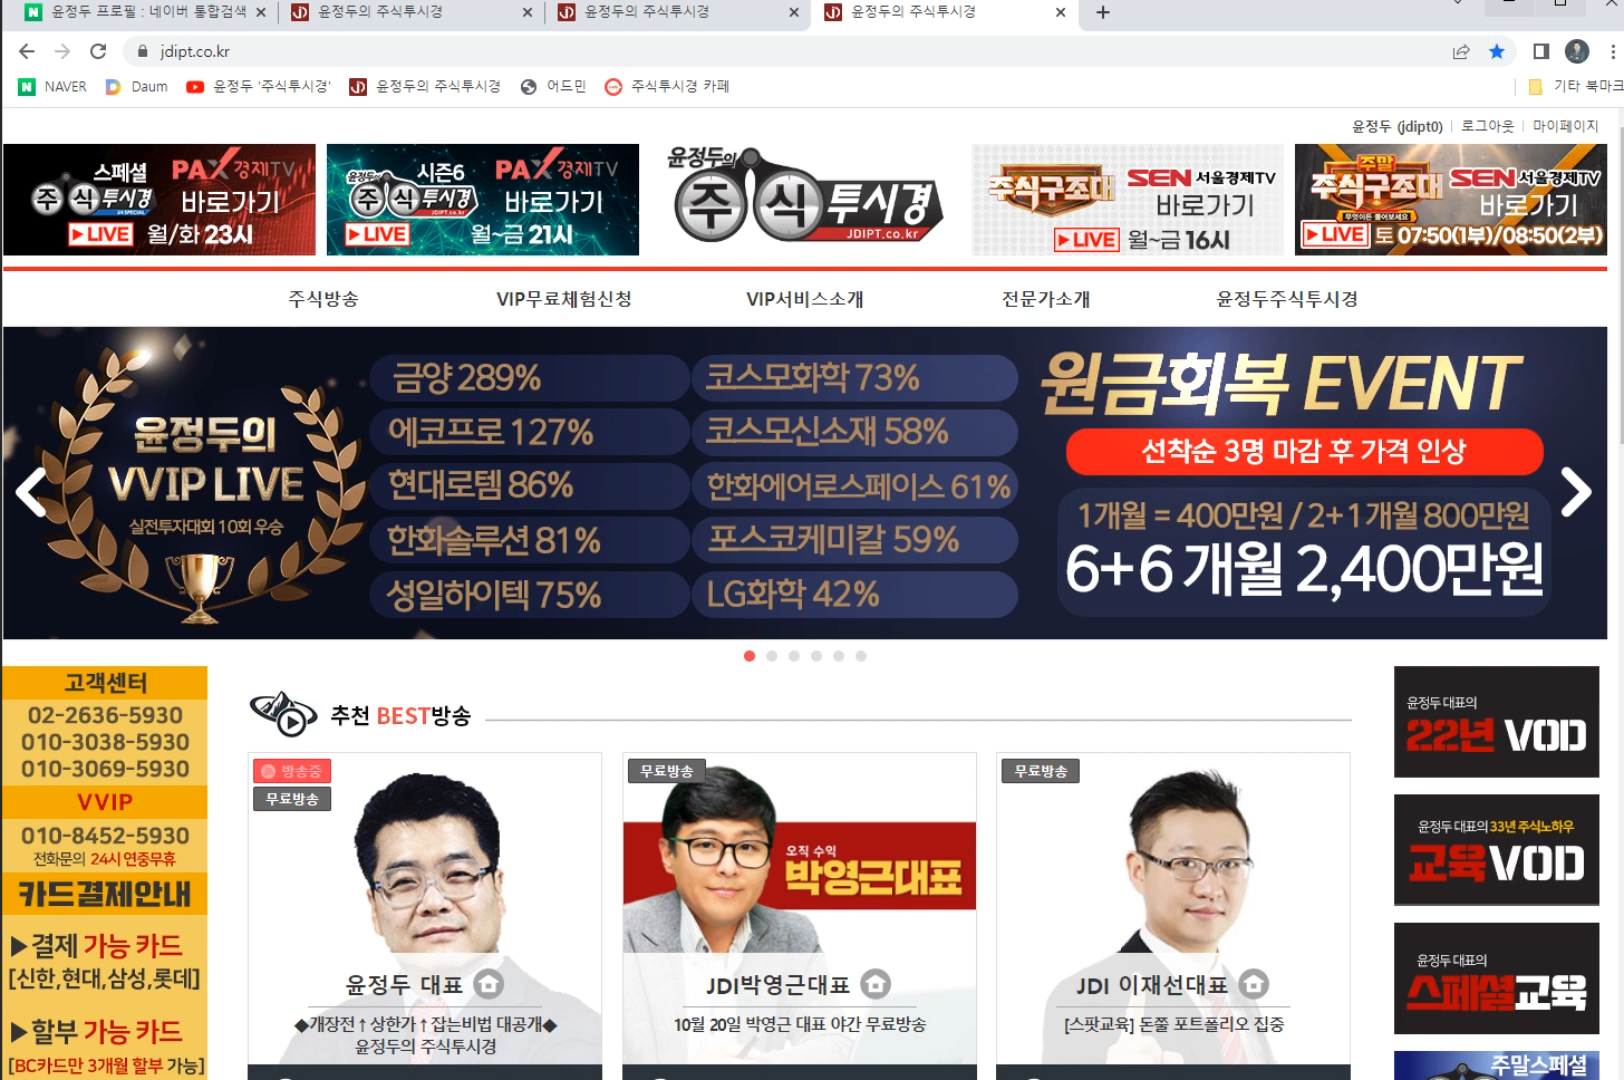 윤정두 프로필 : 네이버 통합검색
윤정두의 주식투시경
윤정두의 주식투시경
윤정두의 주식투시경
jdipt.co.kr
NAVER
Daum
윤정두 '주식투시경'
윤정두의 주식투시경
어드민
주식투시경 카페
기타 북마크
윤정두 (jdipt0) | 로그아웃 | 마이페이지
스페셜 주식투시경
PAX경제TV
바로가기
LIVE 월/화 23시
윤정두의 주식투시경 시즌6
JDIPT.co.kr
PAX경제TV
바로가기
LIVE 월~금 21시
윤정두의
주식투시경
JDIPT.co.kr
주식구조대
SEN 서울경제TV
바로가기
LIVE 월~금 16시
주말
주식구조대
무엇이든 물어보세요
SEN 서울경제TV
바로가기
LIVE 토 07:50(1부)/08:50(2부)
주식방송
VIP무료체험신청
VIP서비스소개
전문가소개
윤정두주식투시경
윤정두의
VVIP LIVE
실전투자대회 10회 우승
금양 289%
에코프로 127%
현대로템 86%
한화솔루션 81%
성일하이텍 75%
코스모화학 73%
코스모신소재 58%
한화에어로스페이스 61%
포스코케미칼 59%
LG화학 42%
원금회복 EVENT
선착순 3명 마감 후 가격 인상
1개월 = 400만원 / 2+1개월 800만원
6+6개월 2,400만원
고객센터
02-2636-5930
010-3038-5930
010-3069-5930
VVIP
010-8452-5930
전화문의 24시 연중무휴
카드결제안내
▶결제 가능 카드
[신한,현대,삼성,롯데]
▶할부 가능 카드
[BC카드만 3개월 할부 가능]
추천 BEST방송
방송중
무료방송
윤정두 대표
◆개장전↑상한가↑잡는비법 대공개◆
윤정두의 주식투시경
무료방송
오직 수익
박영근대표
JDI박영근대표
10월 20일 박영근 대표 야간 무료방송
무료방송
JDI 이재선대표
[스팟교육] 돈쭐 포트폴리오 집중
윤정두 대표의
22년 VOD
윤정두 대표의 33년 주식노하우
교육VOD
윤정두 대표의
스페셜교육
주말스페셜